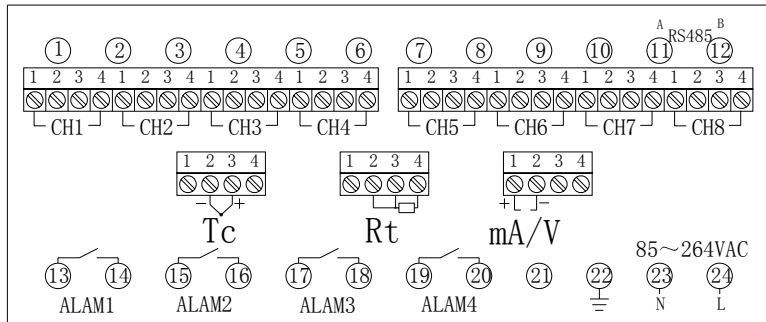 A RS485 B
① ② ③ ④ ⑤ ⑥ ⑦ ⑧ ⑨ ⑩ ⑪ ⑫
1 2 3 4 1 2 3 4 1 2 3 4 1 2 3 4 1 2 3 4 1 2 3 4 1 2 3 4 1 2 3 4
CH1 CH2 CH3 CH4 CH5 CH6 CH7 CH8
1 2 3 4 1 2 3 4 1 2 3 4
- + + -
Tc Rt mA/V
85~264VAC
⑬ ⑭ ⑮ ⑯ ⑰ ⑱ ⑲ ⑳ ㉑ ㉒ ㉓ ㉔
ALAM1 ALAM2 ALAM3 ALAM4 N L